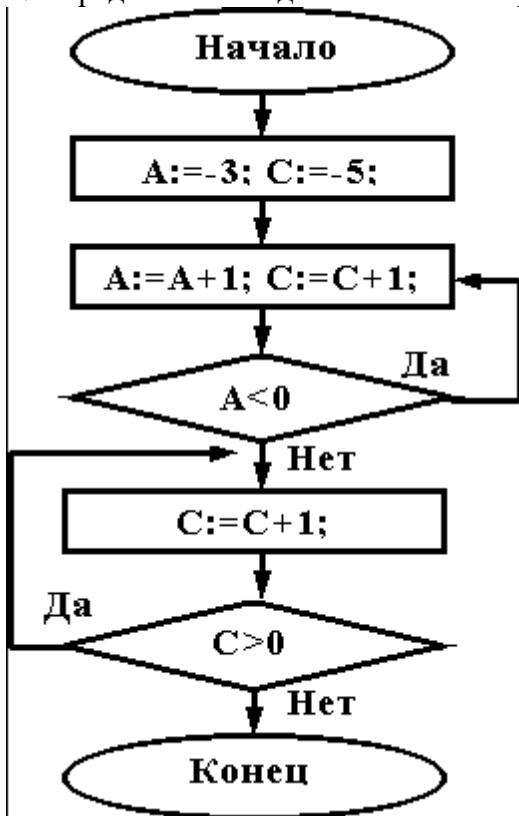 Начало
A:=-3; C:=-5;
A:=A+1; C:=C+1;
Да
A<0
Нет
C:=C+1;
Да
C>0
Нет
Конец